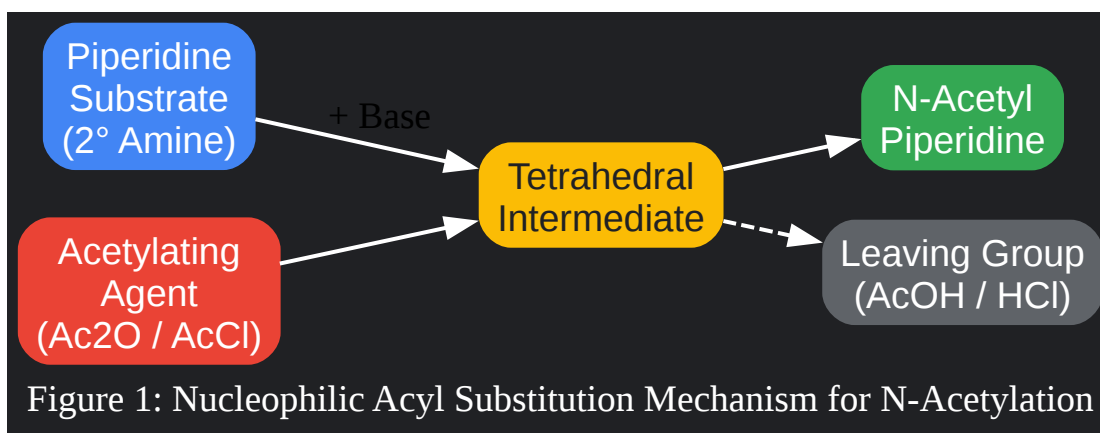 Piperidine
Substrate
(2° Amine)
+ Base
Acetylating
Agent
(Ac2O / AcCl)
Tetrahedral
Intermediate
N-Acetyl
Piperidine
Leaving Group
(AcOH / HCl)
Figure 1: Nucleophilic Acyl Substitution Mechanism for N-Acetylation